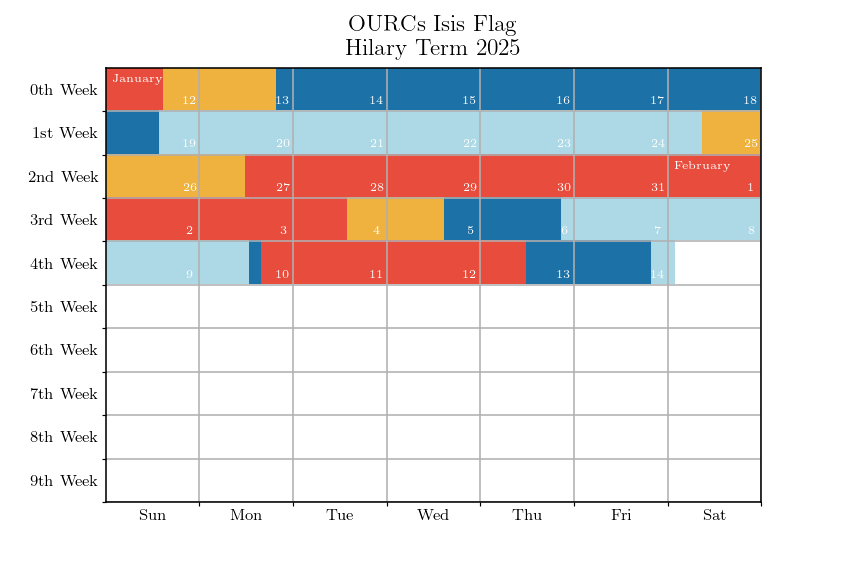 OURCs Isis Flag
Hilary Term 2025
January
0th Week 12 13 14 15 16 17 18
1st Week 19 20 21 22 23 24 25
February
2nd Week 26 27 28 29 30 31 1
3rd Week 2 3 4 5 6 7 8
4th Week 9 10 11 12 13 14
5th Week
6th Week
7th Week
8th Week
9th Week
Sun Mon Tue Wed Thu Fri Sat